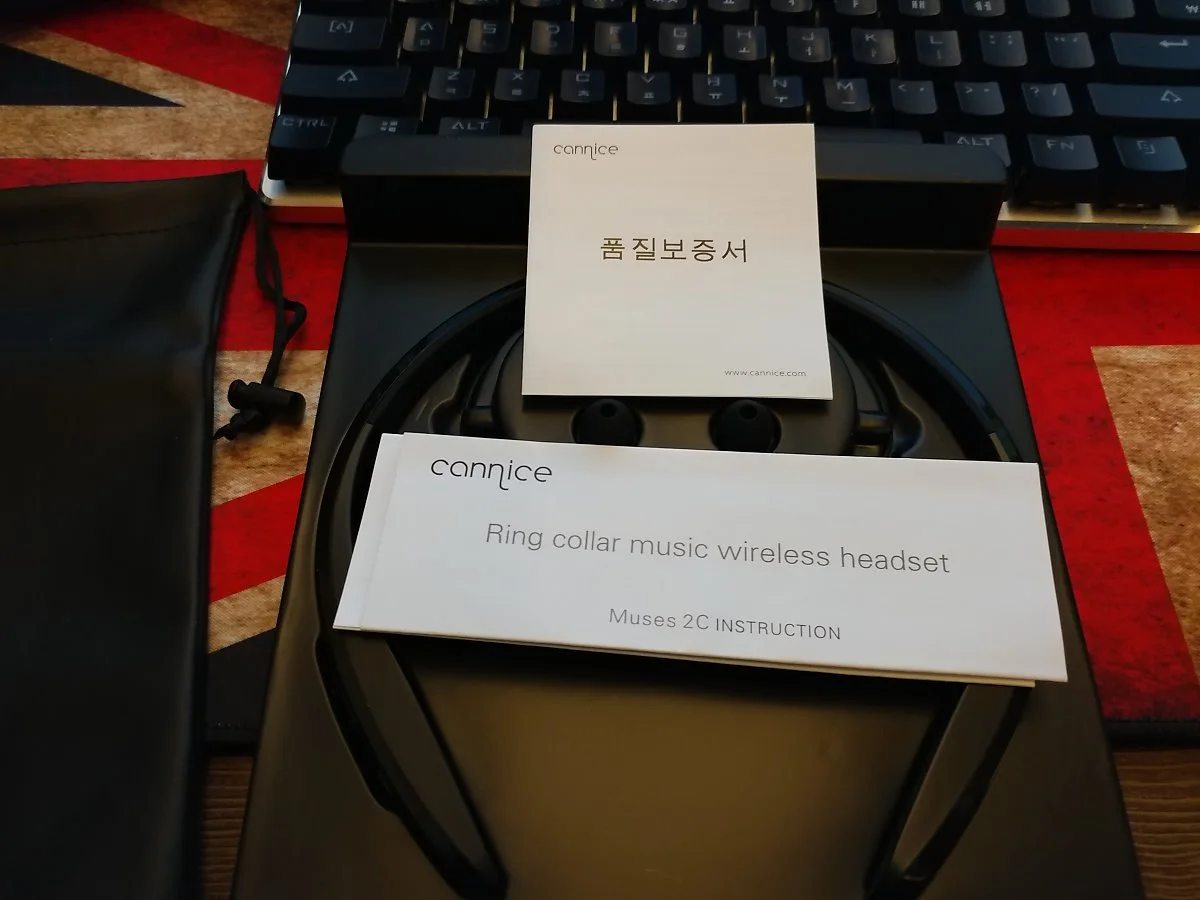 [ㅅ] A ㅁ S ㄴ D ㅇ F ㄹ G ㅎ H ㅗ J ㅓ K ㅏ L ㅣ : ; " '
Z ㅋ X ㅌ C ㅊ V ㅍ B ㅠ N ㅜ M ㅡ < , > . ? /
CTRL ALT ALT FN
cannice
품질보증서
www.cannice.com
cannice
Ring collar music wireless headset
Muses 2C INSTRUCTION